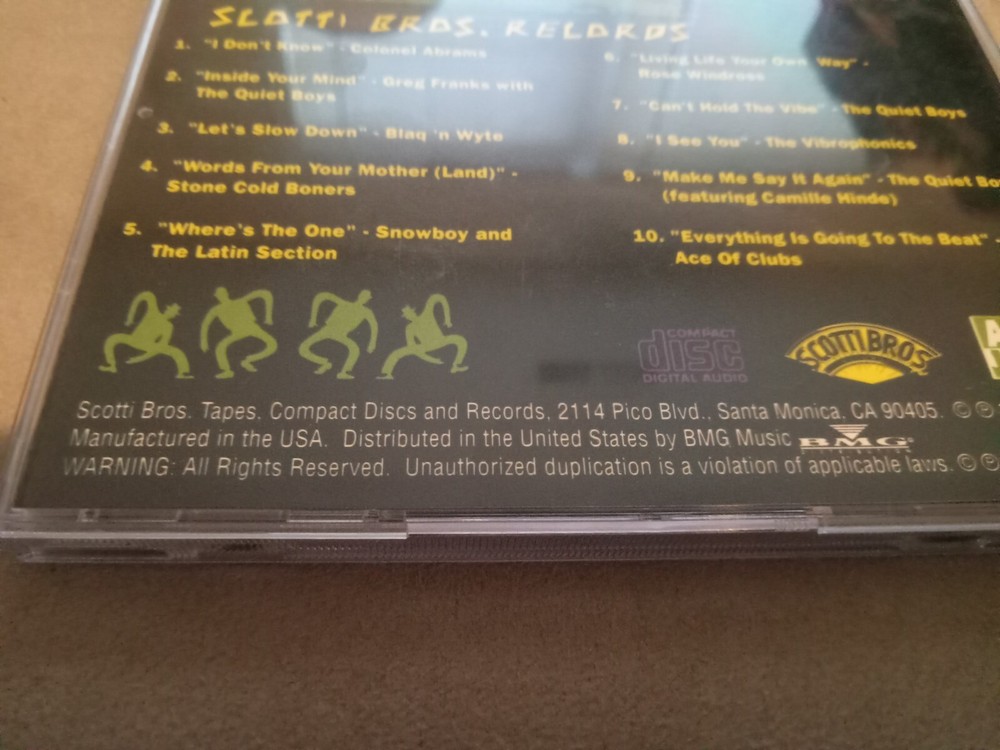 SCOTTI BROS. RECORDS
1. "I Don't Know" - Colonel Abrams
2. "Inside Your Mind" - Greg Franks with
The Quiet Boys
3. "Let's Slow Down" - Blaq 'n Wyte
4. "Words From Your Mother (Land)" -
Stone Cold Boners
5. "Where's The One" - Snowboy and
The Latin Section
6. "Living Life Your Own Way" -
Rose Windross
7. "Can't Hold The Vibe" - The Quiet Boys
8. "I See You" - The Vibrophonics
9. "Make Me Say It Again" - The Quiet Bo
(featuring Camille Hinde)
10. "Everything Is Going To The Beat" -
Ace Of Clubs
COMPACT
disc
DIGITAL AUDIO
SCOTTI BROS
Scotti Bros. Tapes, Compact Discs and Records, 2114 Pico Blvd., Santa Monica, CA 90405. © ℗
Manufactured in the USA. Distributed in the United States by BMG Music BMG
WARNING: All Rights Reserved. Unauthorized duplication is a violation of applicable laws. © ℗